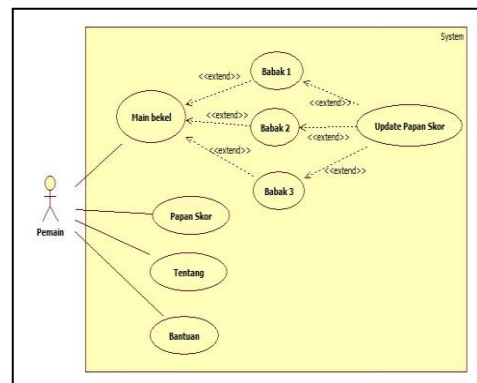 System
Babak 1
<<extend>>
<<extend>>
Main bekel
<<extend>>
Babak 2
<<extend>>
Update Papan Skor
<<extend>>
<<extend>>
Babak 3
Pemain
Papan Skor
Tentang
Bantuan